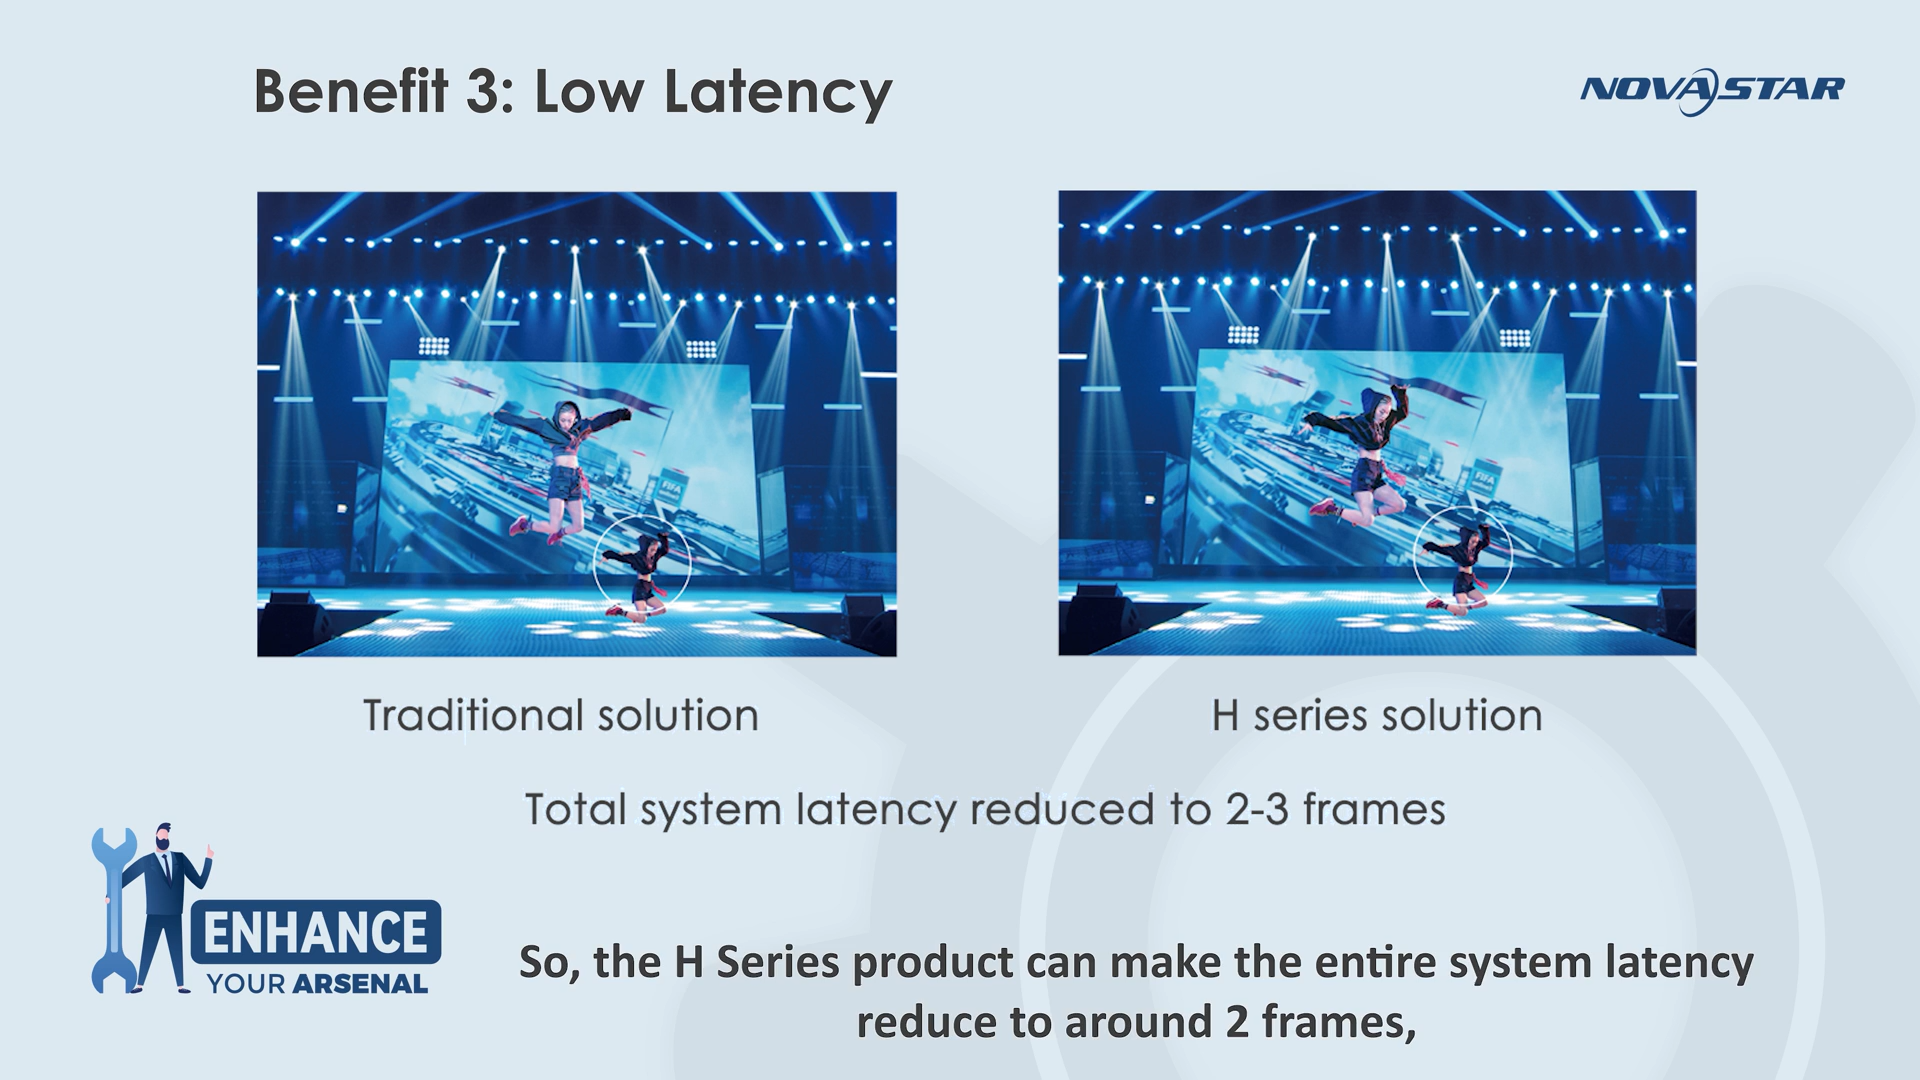 Benefit 3: Low Latency
NOVASTAR
FIFA
Traditional solution
H series solution
Total system latency reduced to 2-3 frames
ENHANCE
YOUR ARSENAL
So, the H Series product can make the entire system latency
reduce to around 2 frames,